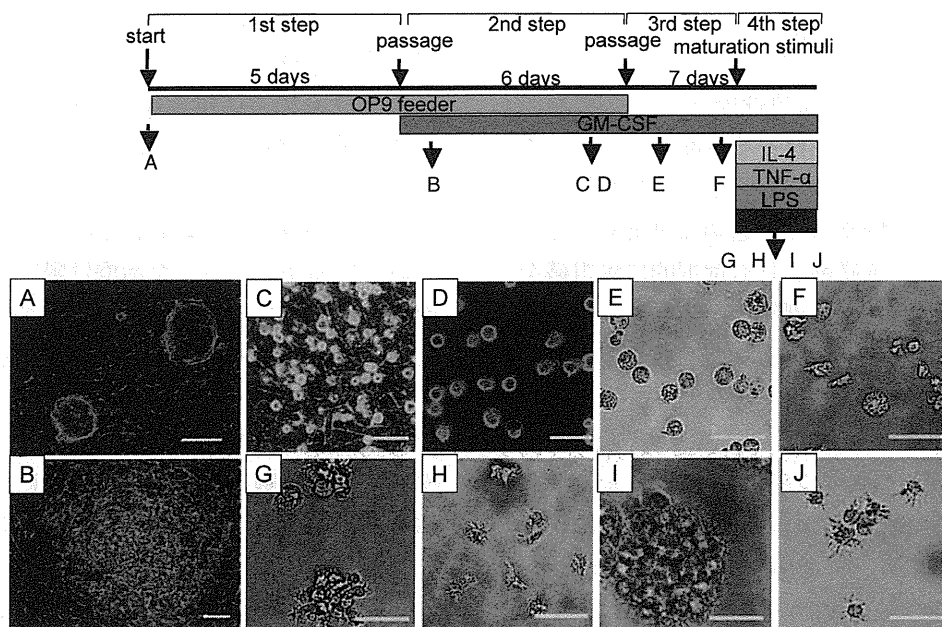 1st step 2nd step 3rd step 4th step
start passage passage maturation stimuli
5 days 6 days 7 days
OP9 feeder
GM-CSF
A B C D E F
IL-4
TNF-α
LPS
G H I J
A C D E F
B G H I J